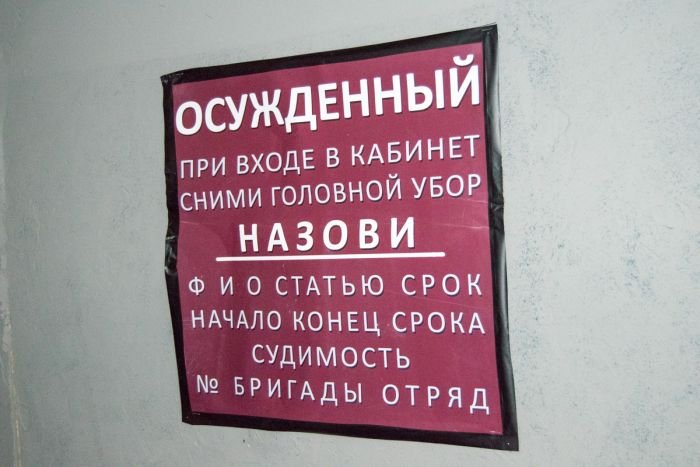 ОСУЖДЕННЫЙ
ПРИ ВХОДЕ В КАБИНЕТ
СНИМИ ГОЛОВНОЙ УБОР
НАЗОВИ
Ф И О СТАТЬЮ СРОК
НАЧАЛО КОНЕЦ СРОКА
СУДИМОСТЬ
№ БРИГАДЫ ОТРЯД